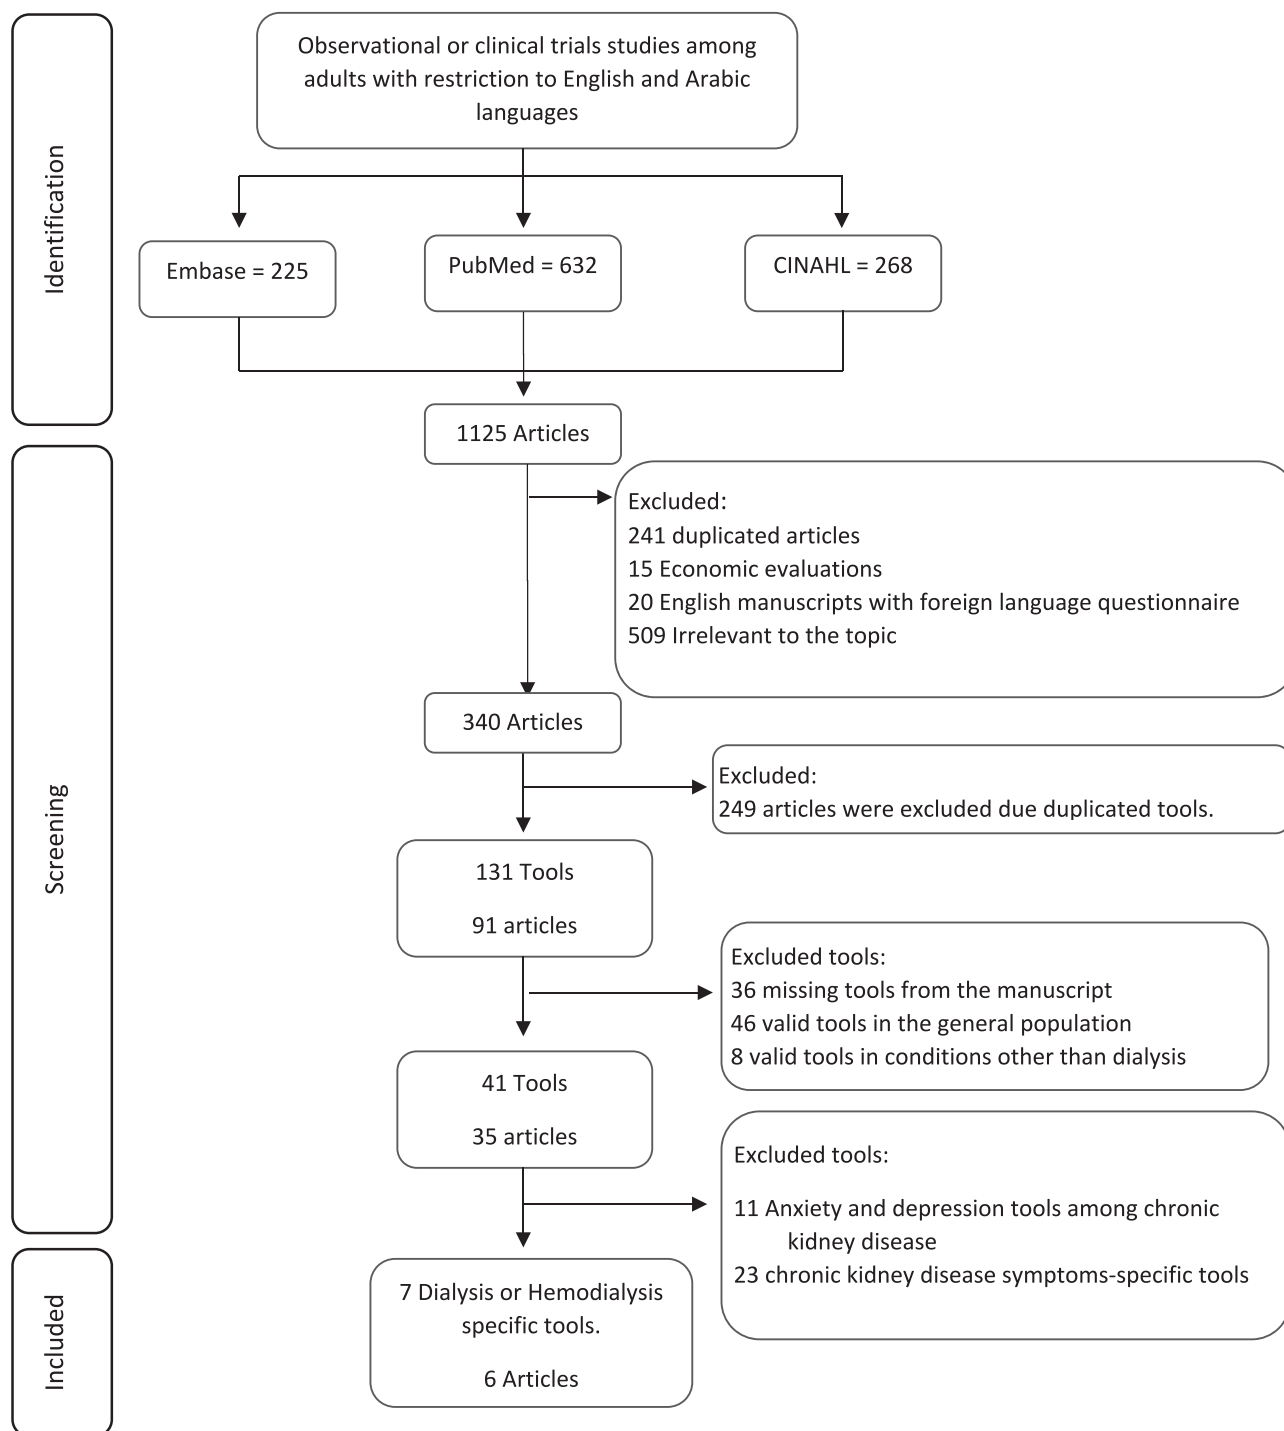 Identification
Observational or clinical trials studies among
adults with restriction to English and Arabic
languages
Embase = 225
PubMed = 632
CINAHL = 268
1125 Articles
Screening
Excluded:
241 duplicated articles
15 Economic evaluations
20 English manuscripts with foreign language questionnaire
509 Irrelevant to the topic
340 Articles
Excluded:
249 articles were excluded due duplicated tools.
131 Tools
91 articles
Excluded tools:
36 missing tools from the manuscript
46 valid tools in the general population
8 valid tools in conditions other than dialysis
41 Tools
35 articles
Excluded tools:
11 Anxiety and depression tools among chronic
kidney disease
23 chronic kidney disease symptoms-specific tools
Included
7 Dialysis or Hemodialysis
specific tools.
6 Articles